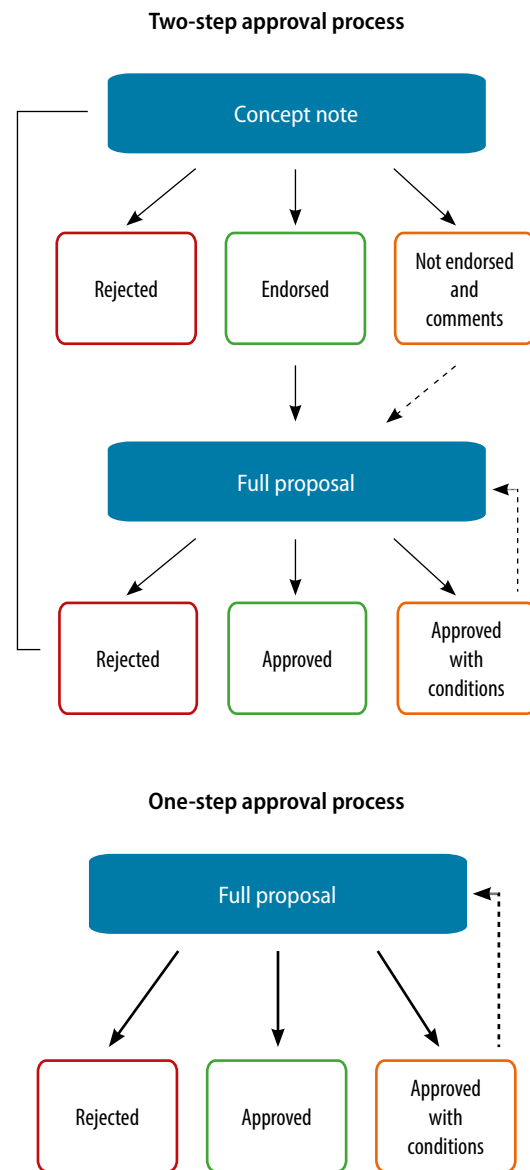 Two-step approval process
Concept note
Rejected
Endorsed
Not endorsed
and
comments
Full proposal
Rejected
Approved
Approved
with
conditions
One-step approval process
Full proposal
Rejected
Approved
Approved
with
conditions